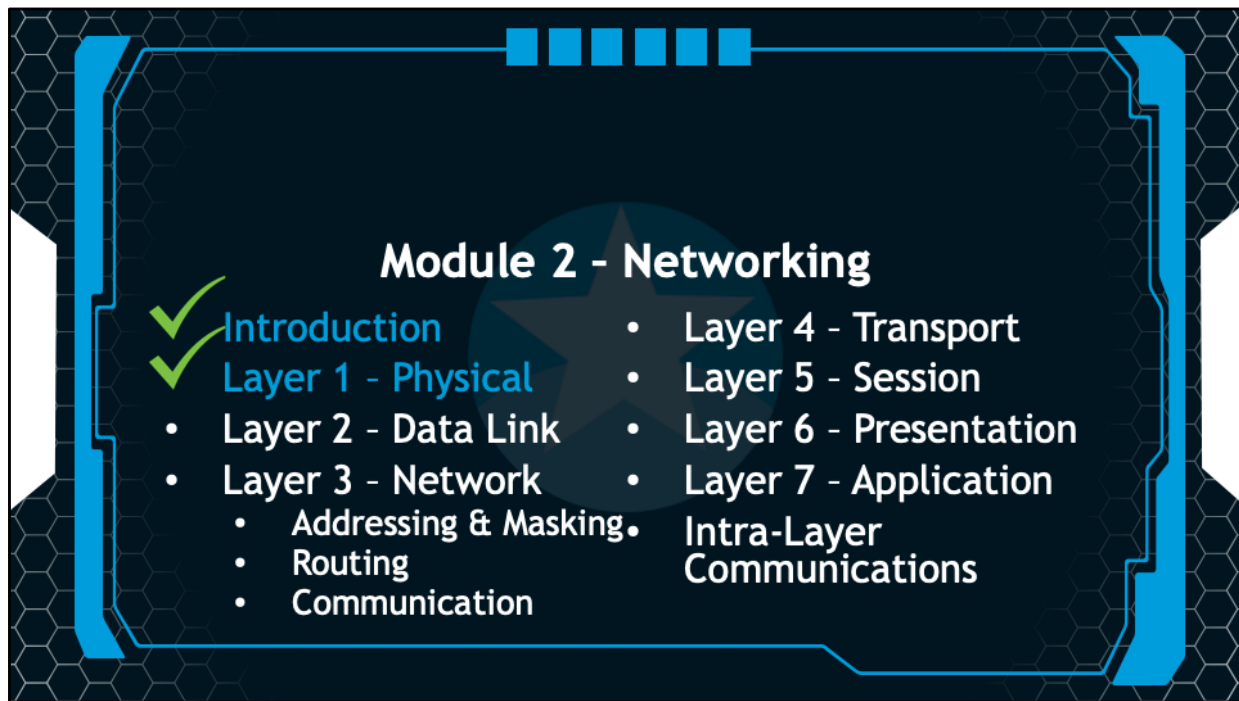 Module 2 – Networking
Introduction
Layer 1 – Physical
• Layer 2 – Data Link
• Layer 3 – Network
• Addressing & Masking
• Routing
• Communication
• Layer 4 – Transport
• Layer 5 – Session
• Layer 6 – Presentation
• Layer 7 – Application
• Intra-Layer
Communications